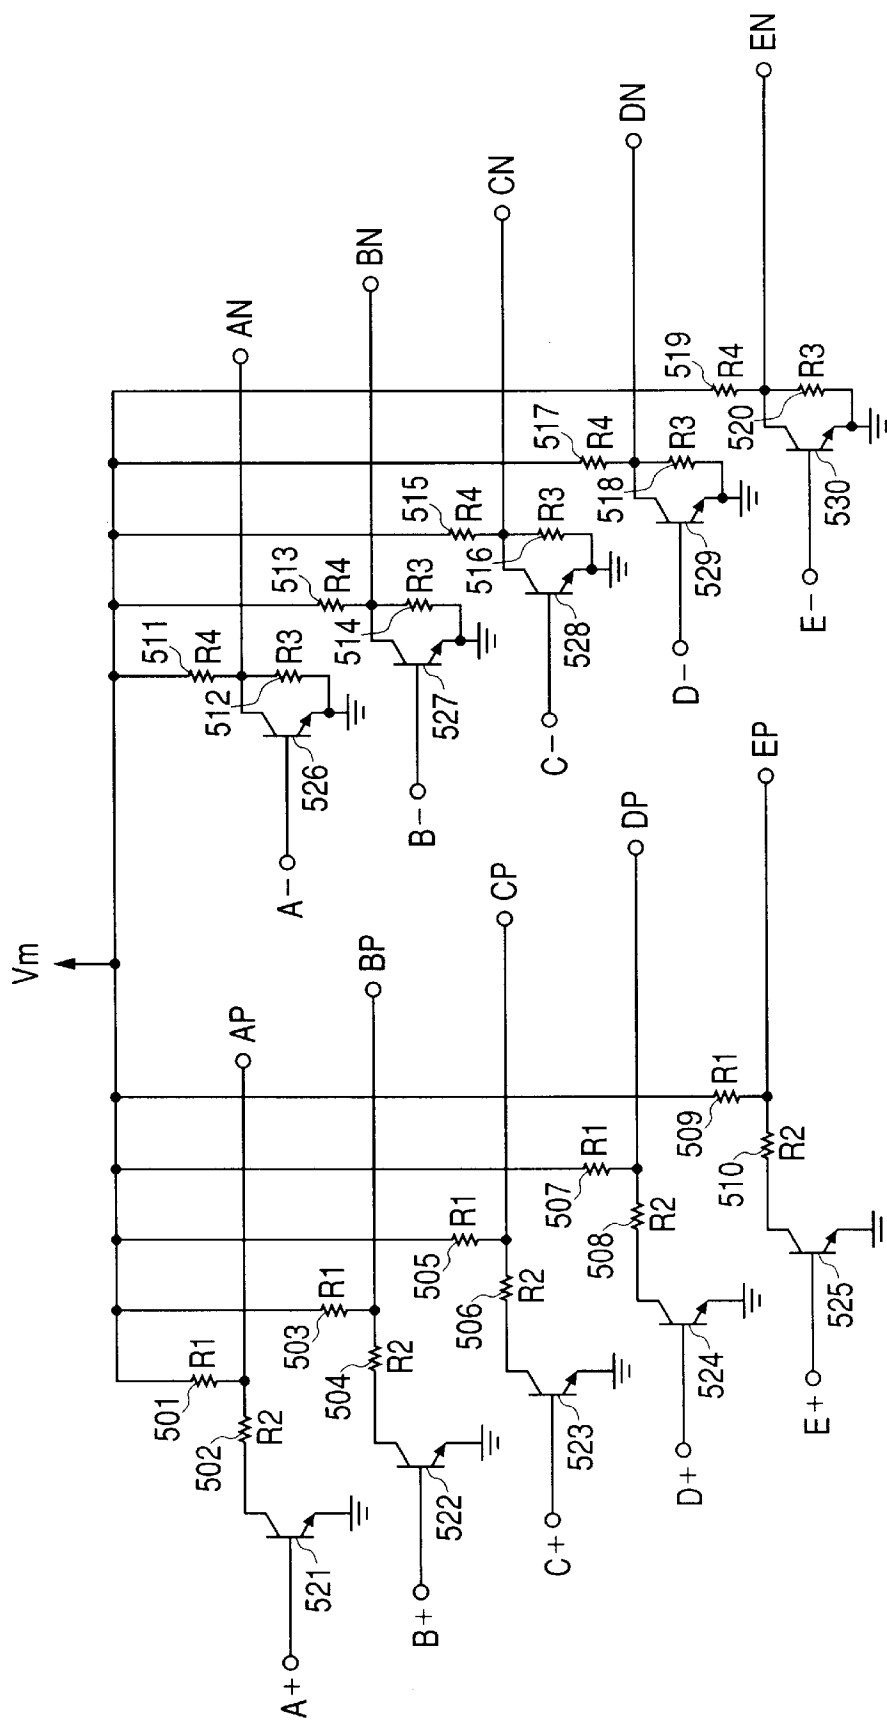 Vm
A+
521
502
R2
501
R1
AP
B+
522
504
R2
503
R1
BP
C+
523
506
R2
505
R1
CP
D+
524
508
R2
507
R1
DP
E+
525
510
R2
509
R1
EP
A-
526
512
R3
511
R4
AN
B-
527
514
R3
513
R4
BN
C-
528
516
R3
515
R4
CN
D-
529
518
R3
517
R4
DN
E-
530
520
R3
519
R4
EN